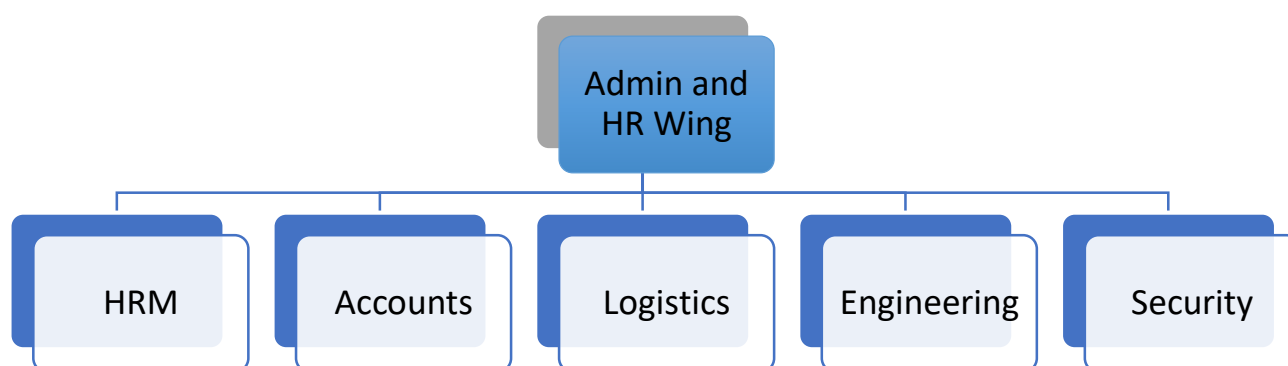 Admin and
HR Wing
HRM
Accounts
Logistics
Engineering
Security